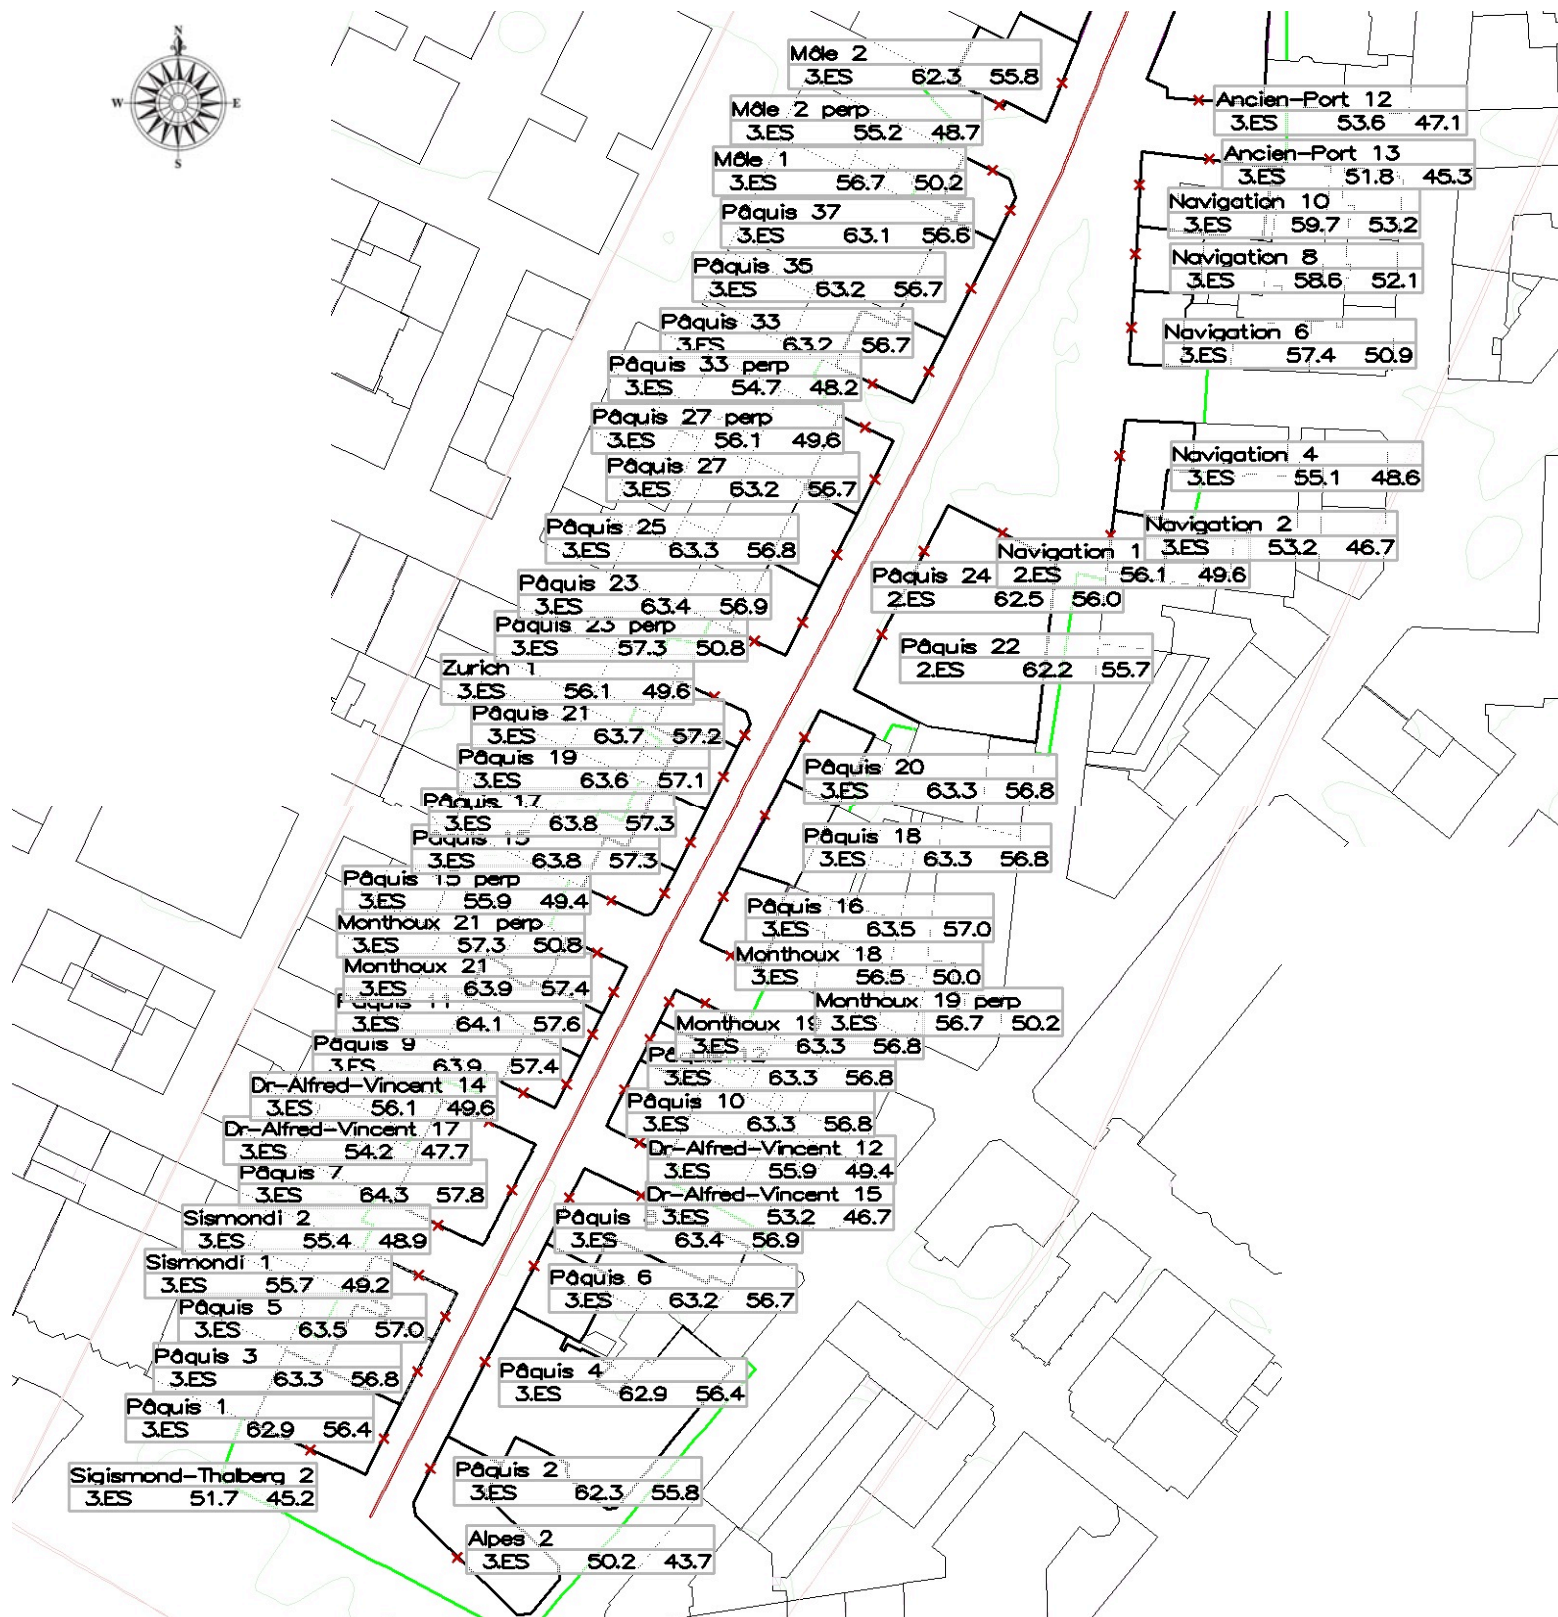 N
W E
S
Môle 2
3.ES 62.3 55.8
Môle 2 perp
3.ES 55.2 48.7
Môle 1
3.ES 56.7 50.2
Pâquis 37
3.ES 63.1 56.6
Pâquis 35
3.ES 63.2 56.7
Pâquis 33
3.ES 63.2 56.7
Pâquis 33 perp
3.ES 54.7 48.2
Pâquis 27 perp
3.ES 56.1 49.6
Pâquis 27
3.ES 63.2 56.7
Pâquis 25
3.ES 63.3 56.8
Pâquis 23
3.ES 63.4 56.9
Pâquis 23 perp
3.ES 57.3 50.8
Zurich 1
3.ES 56.1 49.6
Pâquis 21
3.ES 63.7 57.2
Pâquis 19
3.ES 63.6 57.1
Pâquis 17
3.ES 63.8 57.3
Pâquis 15
3.ES 63.8 57.3
Pâquis 15 perp
3.ES 55.9 49.4
Monthoux 21 perp
3.ES 57.3 50.8
Monthoux 21
3.ES 63.9 57.4
Pâquis 11
3.ES 64.1 57.6
Pâquis 9
3.ES 63.9 57.4
Dr-Alfred-Vincent 14
3.ES 56.1 49.6
Dr-Alfred-Vincent 17
3.ES 54.2 47.7
Pâquis 7
3.ES 64.3 57.8
Sismondi 2
3.ES 55.4 48.9
Sismondi 1
3.ES 55.7 49.2
Pâquis 5
3.ES 63.5 57.0
Pâquis 3
3.ES 63.3 56.8
Pâquis 1
3.ES 62.9 56.4
Sigismond-Thalberg 2
3.ES 51.7 45.2
Ancien-Port 12
3.ES 53.6 47.1
Ancien-Port 13
3.ES 51.8 45.3
Navigation 10
3.ES 59.7 53.2
Navigation 8
3.ES 58.6 52.1
Navigation 6
3.ES 57.4 50.9
Navigation 4
3.ES 55.1 48.6
Navigation 2
3.ES 53.2 46.7
Navigation 1
2.ES 56.1 49.6
Pâquis 24
2.ES 62.5 56.0
Pâquis 22
2.ES 62.2 55.7
Pâquis 20
3.ES 63.3 56.8
Pâquis 18
3.ES 63.3 56.8
Pâquis 16
3.ES 63.5 57.0
Monthoux 18
3.ES 56.5 50.0
Monthoux 19 perp
3.ES 56.7 50.2
Monthoux 19
3.ES 63.3 56.8
3.ES 63.3 56.8
Pâquis 10
3.ES 63.3 56.8
Dr-Alfred-Vincent 12
3.ES 55.9 49.4
Dr-Alfred-Vincent 15
3.ES 53.2 46.7
Pâquis
3.ES 63.4 56.9
Pâquis 6
3.ES 63.2 56.7
Pâquis 4
3.ES 62.9 56.4
Pâquis 2
3.ES 62.3 55.8
Alpes 2
3.ES 50.2 43.7